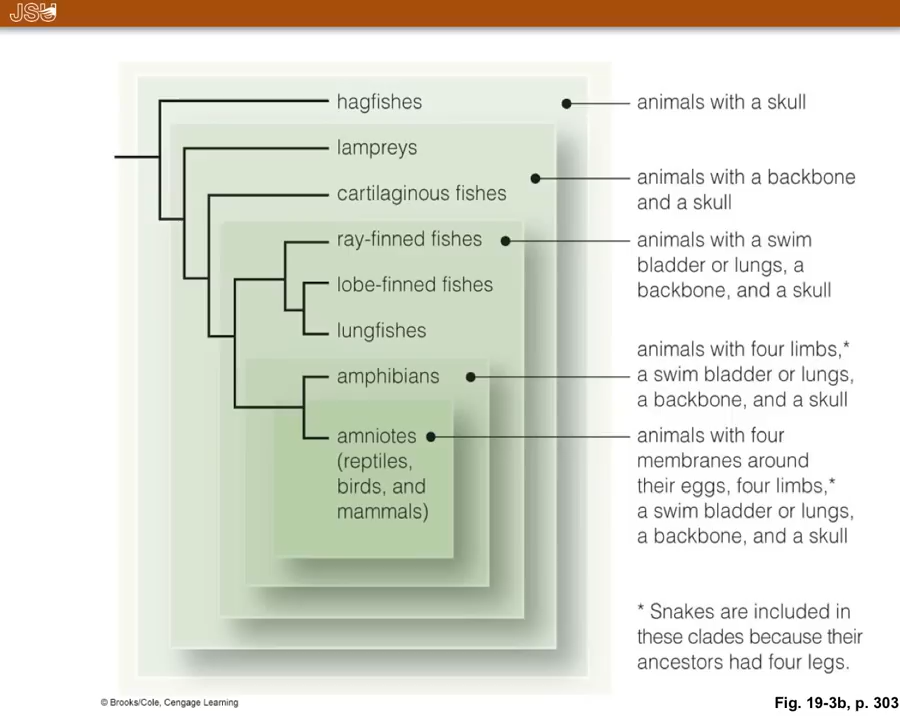 JSU
hagfishes
animals with a skull
lampreys
animals with a backbone
and a skull
cartilaginous fishes
ray-finned fishes
animals with a swim
bladder or lungs, a
backbone, and a skull
lobe-finned fishes
lungfishes
animals with four limbs,*
a swim bladder or lungs,
a backbone, and a skull
amphibians
amniotes
(reptiles,
birds, and
mammals)
animals with four
membranes around
their eggs, four limbs,*
a swim bladder or lungs,
a backbone, and a skull
* Snakes are included in
these clades because their
ancestors had four legs.
© Brooks/Cole, Cengage Learning
Fig. 19-3b, p. 303